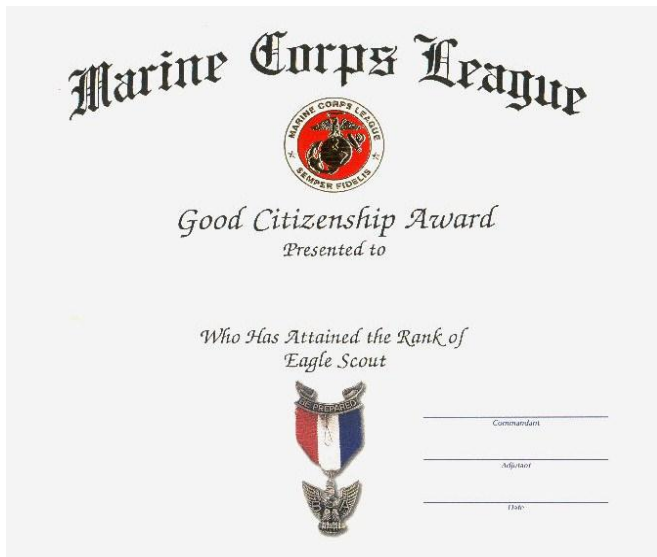 Marine Corps League
MARINE CORPS LEAGUE
SEMPER FIDELIS
Good Citizenship Award
Presented to
Who Has Attained the Rank of
Eagle Scout
BE PREPARED
Commandant
Adjutant
Date